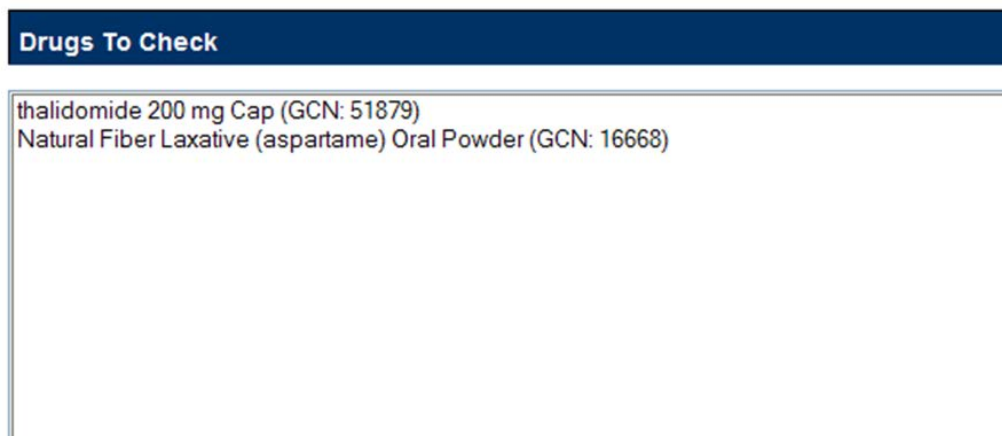 Drugs To Check
thalidomide 200 mg Cap (GCN: 51879)
Natural Fiber Laxative (aspartame) Oral Powder (GCN: 16668)